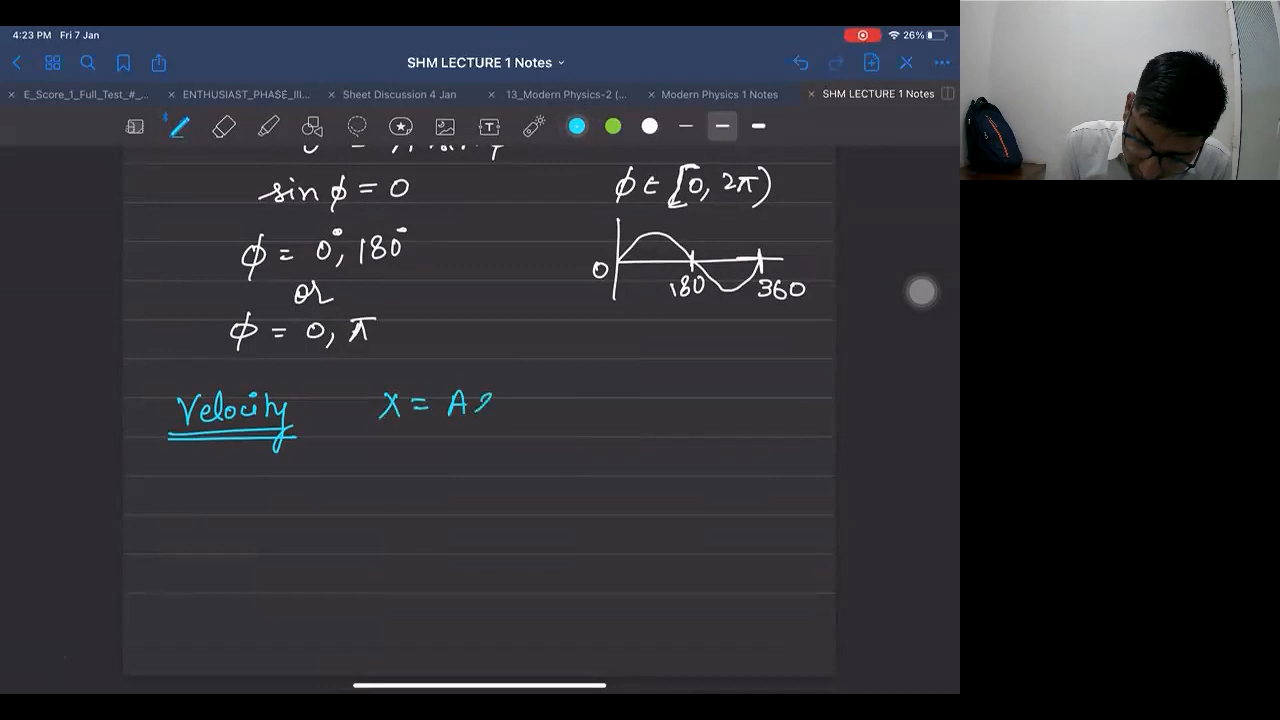 4:23 PM Fri 7 Jan
26%
SHM LECTURE 1 Notes
E_Score_1_Full_Test_#_...
ENTHUSIAST_PHASE_III...
Sheet Discussion 4 Jan
13_Modern Physics-2 (...
Modern Physics 1 Notes
SHM LECTURE 1 Notes
sin ϕ = 0
ϕ ∈ [0, 2π)
ϕ = 0°, 180°
0
180
360
or
ϕ = 0, π
Velocity
X = A